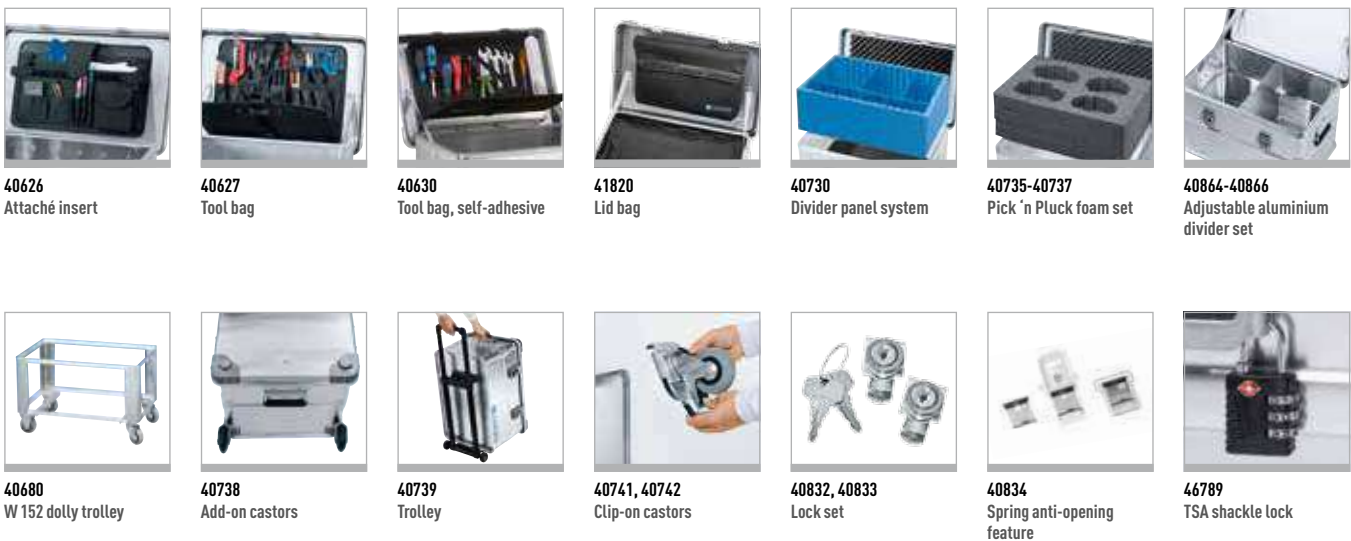 40626
Attaché insert
40627
Tool bag
40630
Tool bag, self-adhesive
41820
Lid bag
40730
Divider panel system
40735-40737
Pick ´n Pluck foam set
40864-40866
Adjustable aluminium
divider set
40680
W 152 dolly trolley
40738
Add-on castors
40739
Trolley
40741, 40742
Clip-on castors
40832, 40833
Lock set
40834
Spring anti-opening
feature
46789
TSA shackle lock